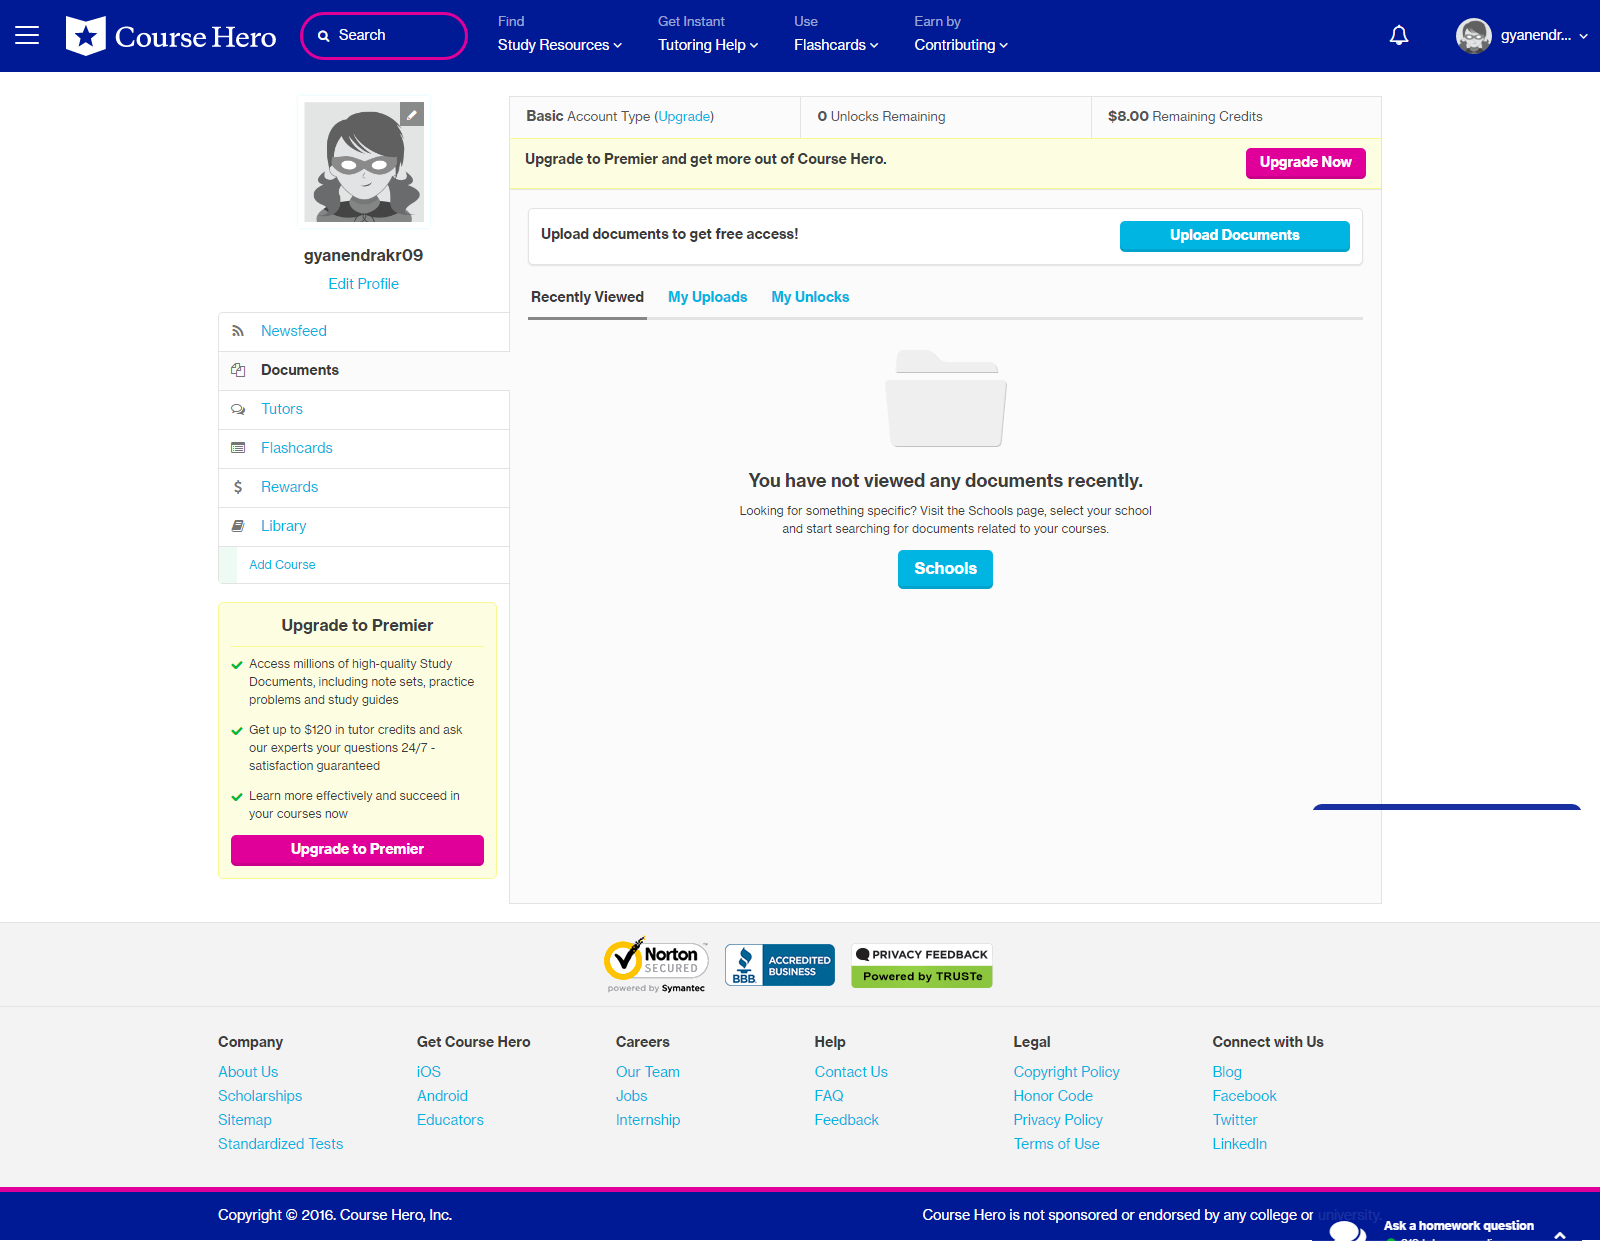 Course Hero
Search
Find
Study Resources
Get Instant
Tutoring Help
Use
Flashcards
Earn by
Contributing
gyanendr...
gyanendrakr09
Edit Profile
Newsfeed
Documents
Tutors
Flashcards
Rewards
Library
Add Course
Upgrade to Premier
Access millions of high-quality Study
Documents, including note sets, practice
problems and study guides
Get up to $120 in tutor credits and ask
our experts your questions 24/7 -
satisfaction guaranteed
Learn more effectively and succeed in
your courses now
Upgrade to Premier
Basic Account Type (Upgrade)
0 Unlocks Remaining
$8.00 Remaining Credits
Upgrade to Premier and get more out of Course Hero.
Upgrade Now
Upload documents to get free access!
Upload Documents
Recently Viewed
My Uploads
My Unlocks
You have not viewed any documents recently.
Looking for something specific? Visit the Schools page, select your school
and start searching for documents related to your courses.
Schools
Norton
SECURED
powered by Symantec
BBB.
ACCREDITED
BUSINESS
PRIVACY FEEDBACK
Powered by TRUSTe
Company
About Us
Scholarships
Sitemap
Standardized Tests
Get Course Hero
iOS
Android
Educators
Careers
Our Team
Jobs
Internship
Help
Contact Us
FAQ
Feedback
Legal
Copyright Policy
Honor Code
Privacy Policy
Terms of Use
Connect with Us
Blog
Facebook
Twitter
LinkedIn
Copyright © 2016. Course Hero, Inc.
Course Hero is not sponsored or endorsed by any college or university.
Ask a homework question